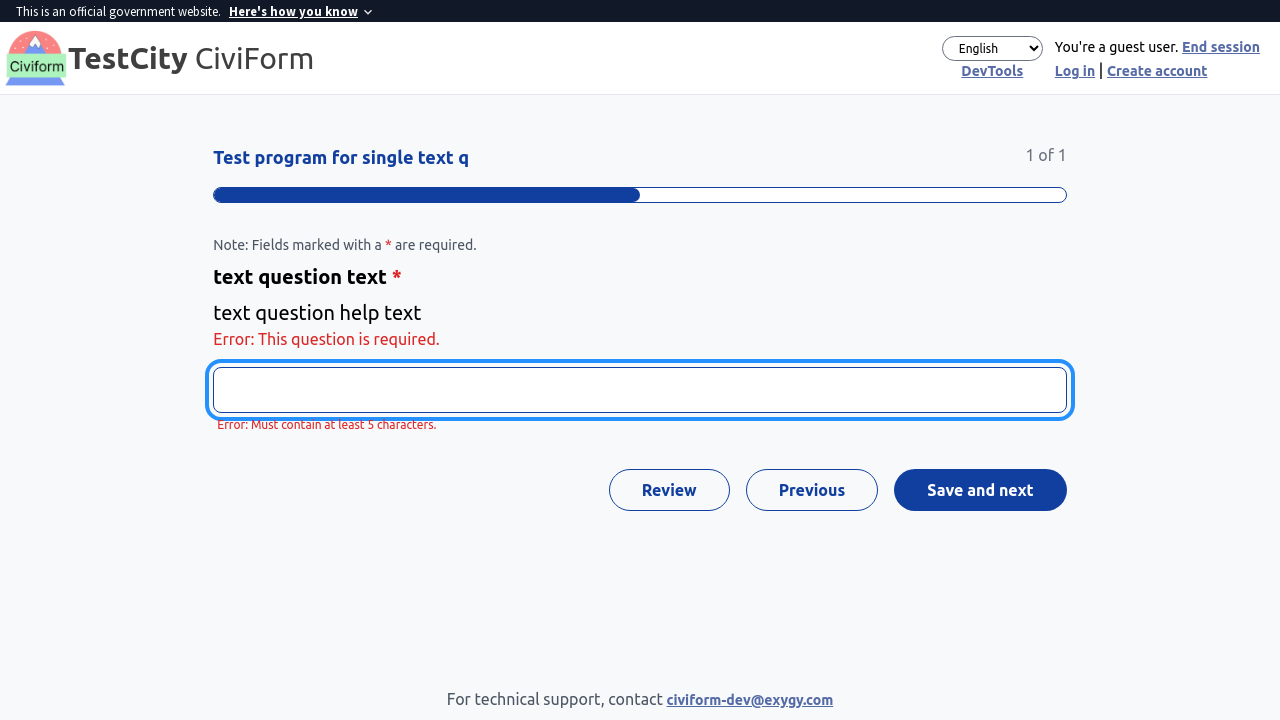 This is an official government website. Here's how you know
Civiform
TestCity CiviForm
English
You're a guest user. End session
DevTools
Log in | Create account
Test program for single text q
1 of 1
Note: Fields marked with a * are required.
text question text *
text question help text
Error: This question is required.
Error: Must contain at least 5 characters.
Review
Previous
Save and next
For technical support, contact civiform-dev@exygy.com